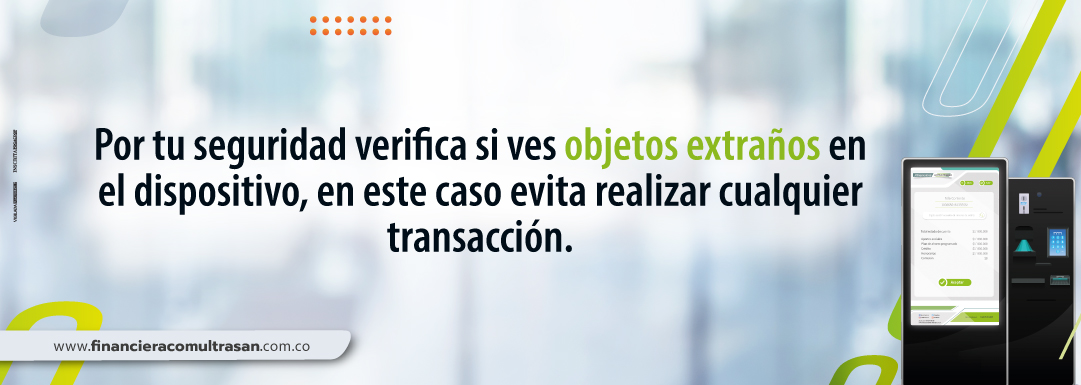 Por tu seguridad verifica si ves objetos extraños en
el dispositivo, en este caso evita realizar cualquier
transacción.
www.financieracomultrasan.com.co
Aceptar